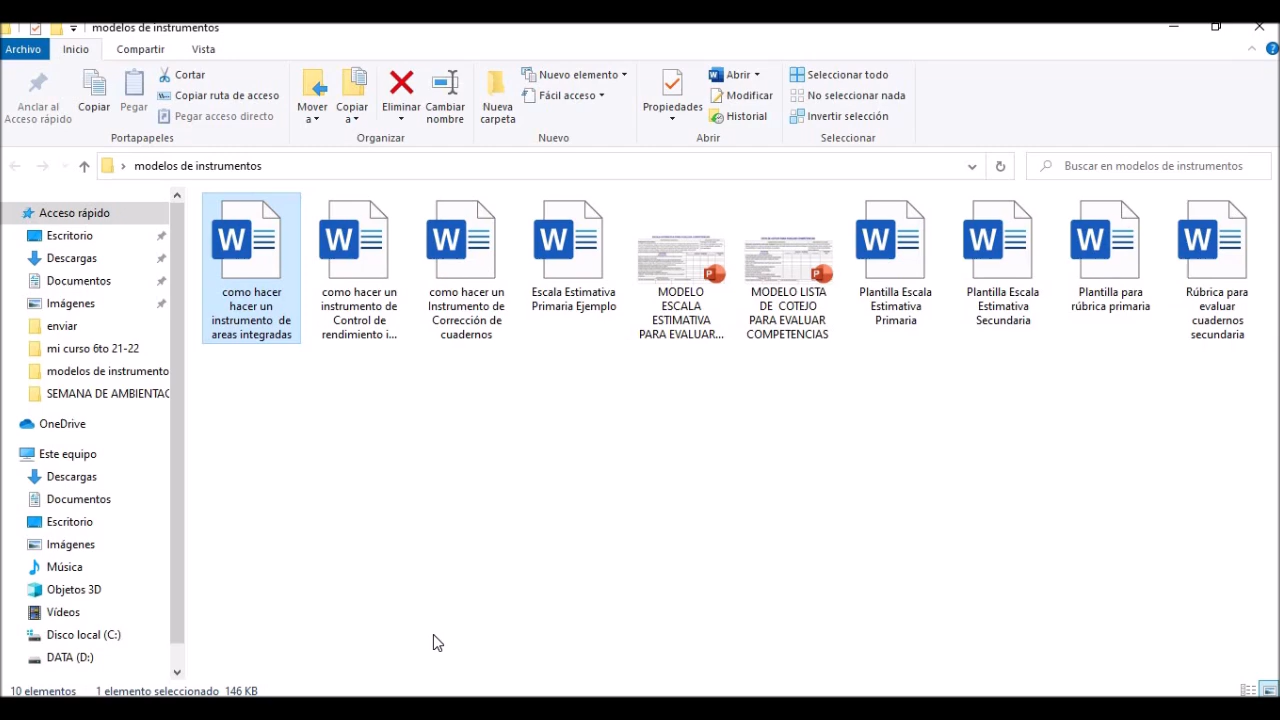 modelos de instrumentos
Archivo Inicio Compartir Vista
Anclar al Acceso rápido
Copiar
Pegar
Cortar
Copiar ruta de acceso
Pegar acceso directo
Portapapeles
Mover a
Copiar a
Eliminar
Cambiar nombre
Organizar
Nueva carpeta
Nuevo elemento
Fácil acceso
Nuevo
Propiedades
Abrir
Modificar
Historial
Abrir
Seleccionar todo
No seleccionar nada
Invertir selección
Seleccionar
modelos de instrumentos
Buscar en modelos de instrumentos
Acceso rápido
Escritorio
Descargas
Documentos
Imágenes
enviar
mi curso 6to 21-22
modelos de instrumento
SEMANA DE AMBIENTAC
OneDrive
Este equipo
Descargas
Documentos
Escritorio
Imágenes
Música
Objetos 3D
Vídeos
Disco local (C:)
DATA (D:)
como hacer
hacer un
instrumento de
areas integradas
como hacer un
instrumento de
Control de
rendimiento i...
como hacer un
Instrumento de
Corrección de
cuadernos
Escala Estimativa
Primaria Ejemplo
MODELO
ESCALA
ESTIMATIVA
PARA EVALUAR...
MODELO LISTA
DE COTEJO
PARA EVALUAR
COMPETENCIAS
Plantilla Escala
Estimativa
Primaria
Plantilla Escala
Estimativa
Secundaria
Plantilla para
rúbrica primaria
Rúbrica para
evaluar
cuadernos
secundaria
10 elementos 1 elemento seleccionado 146 KB